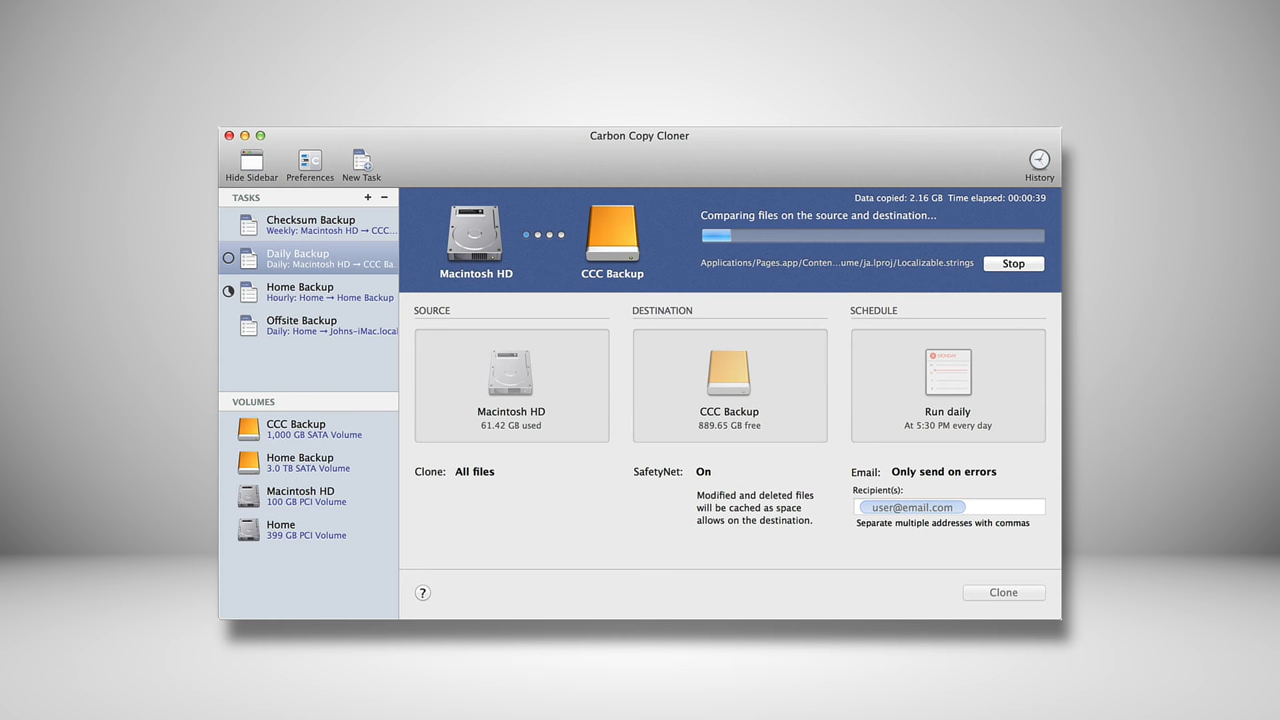 Carbon Copy Cloner
Hide Sidebar
Preferences
New Task
History
TASKS + −
Checksum Backup
Weekly: Macintosh HD → CCC...
Daily Backup
Daily: Macintosh HD → CCC Ba
Home Backup
Hourly: Home → Home Backup
Offsite Backup
Daily: Home → Johns-iMac.local
VOLUMES
CCC Backup
1,000 GB SATA Volume
Home Backup
3.0 TB SATA Volume
Macintosh HD
100 GB PCI Volume
Home
399 GB PCI Volume
Data copied: 2.16 GB Time elapsed: 00:00:39
Macintosh HD
CCC Backup
Comparing files on the source and destination...
Applications/Pages.app/Conten...ume/ja.lproj/Localizable.strings
Stop
SOURCE
Macintosh HD
61.42 GB used
Clone: All files
DESTINATION
CCC Backup
889.65 GB free
SafetyNet: On
Modified and deleted files
will be cached as space
allows on the destination.
SCHEDULE
Run daily
At 5:30 PM every day
Email: Only send on errors
Recipient(s):
user@email.com
Separate multiple addresses with commas
?
Clone